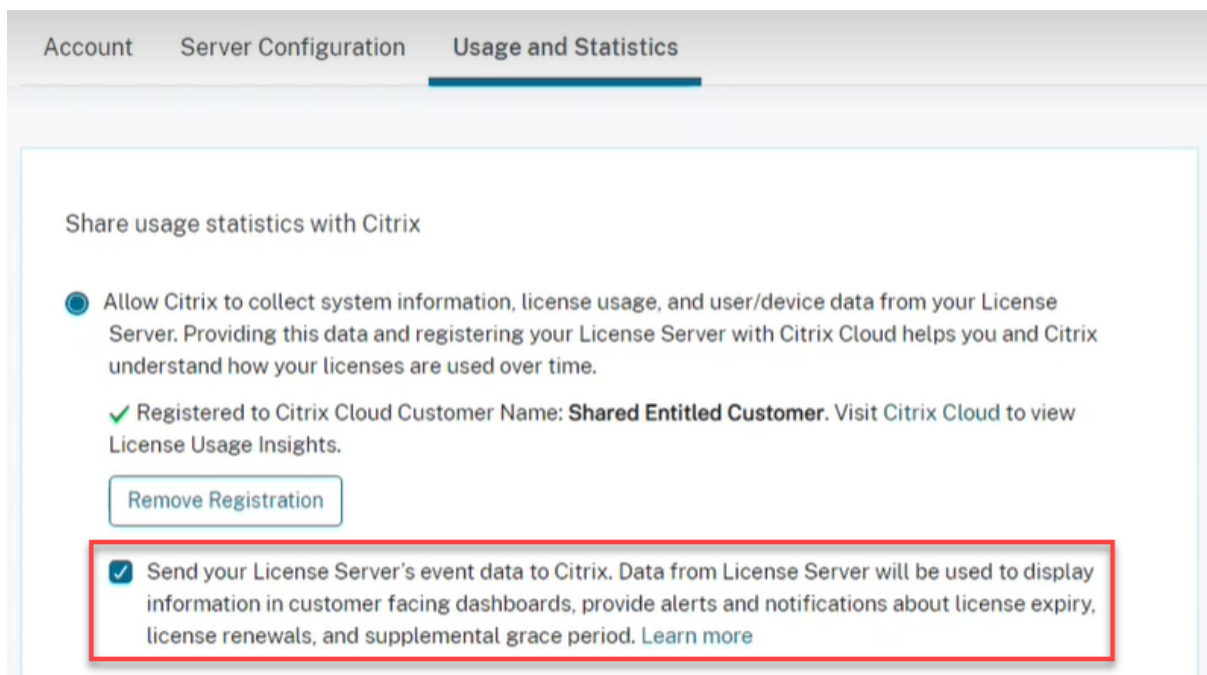 Account Server Configuration Usage and Statistics
Share usage statistics with Citrix
Allow Citrix to collect system information, license usage, and user/device data from your License
Server. Providing this data and registering your License Server with Citrix Cloud helps you and Citrix
understand how your licenses are used over time.
Registered to Citrix Cloud Customer Name: Shared Entitled Customer. Visit Citrix Cloud to view
License Usage Insights.
Remove Registration
Send your License Server's event data to Citrix. Data from License Server will be used to display
information in customer facing dashboards, provide alerts and notifications about license expiry,
license renewals, and supplemental grace period. Learn more